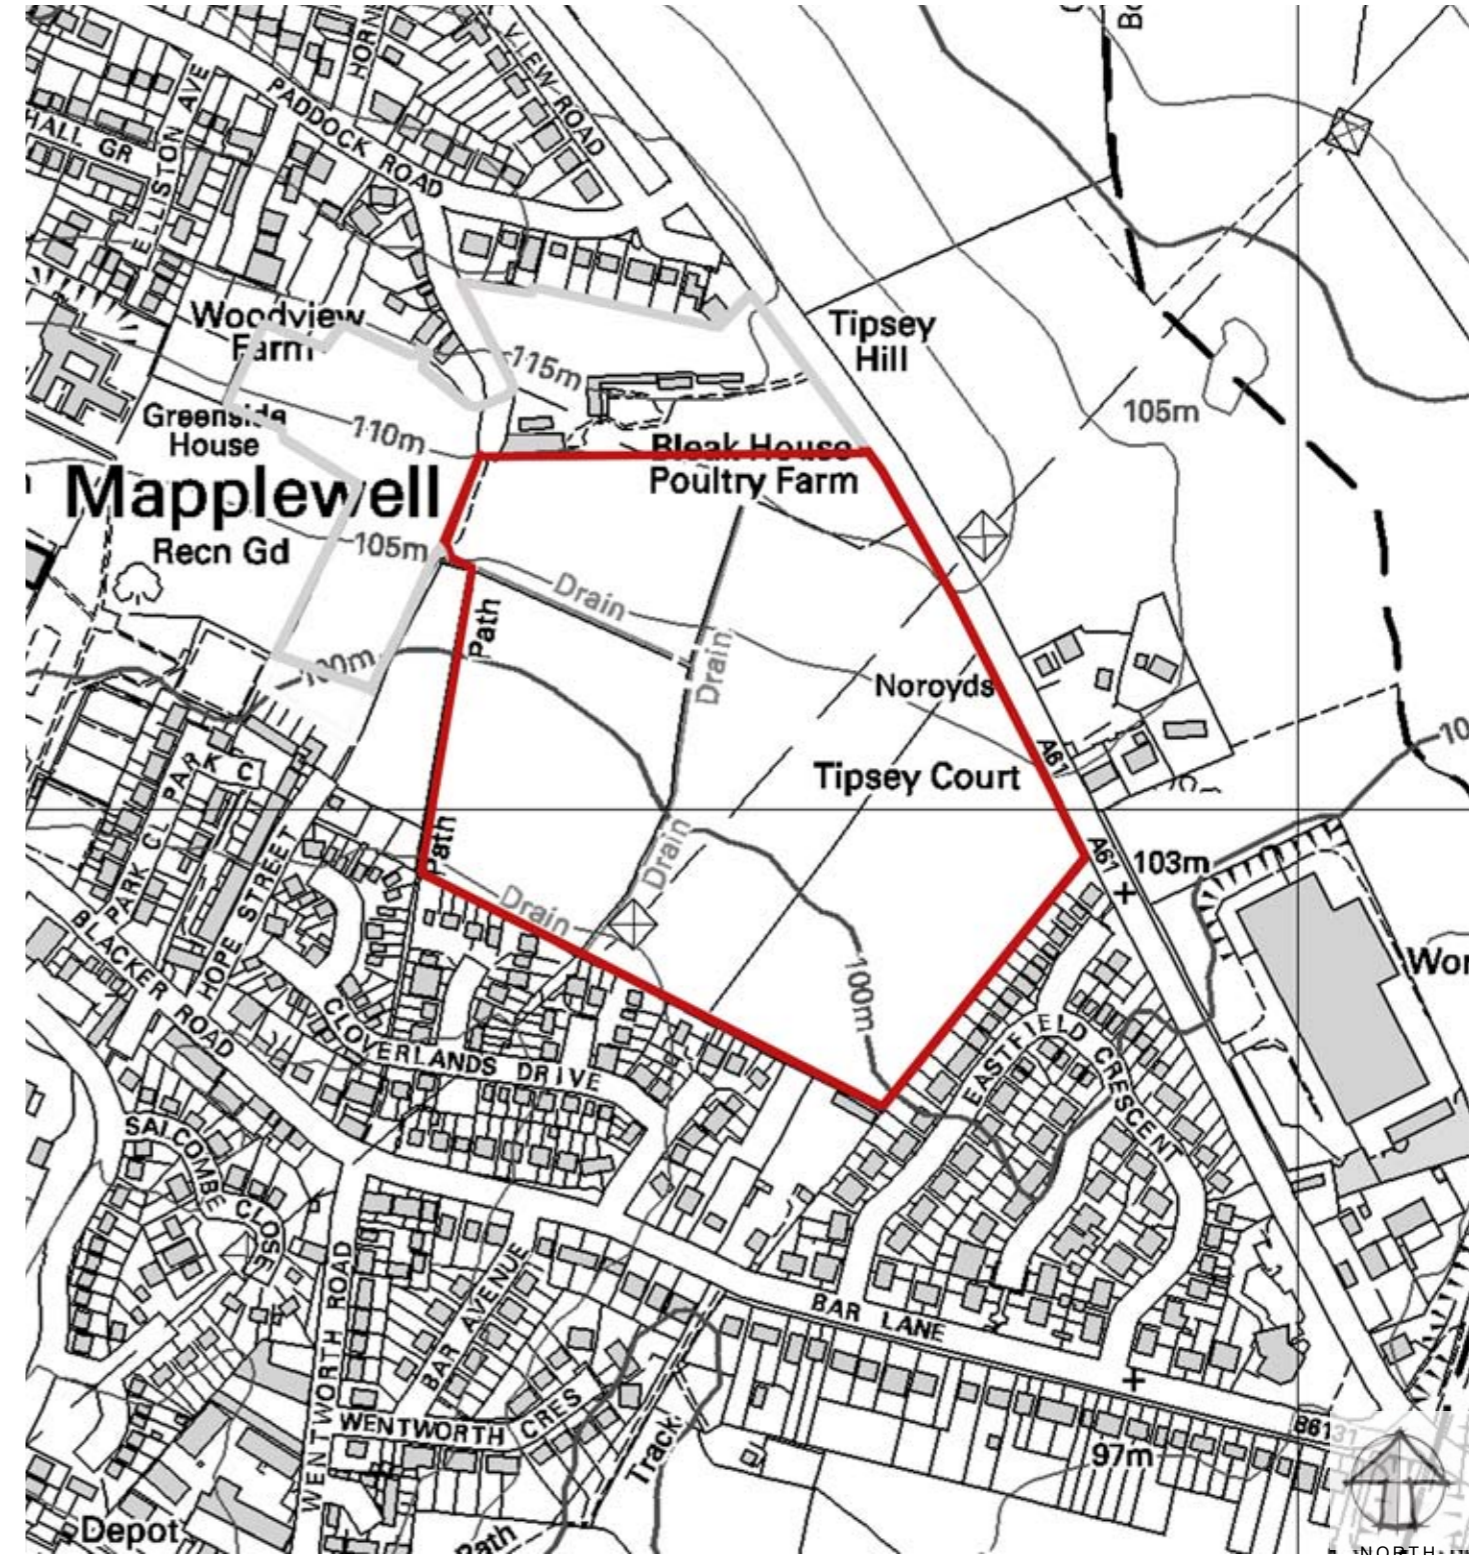 HORN
VIEW ROAD
PADDOCK ROAD
HALL GR
ELLISTON AVE
Woodview
Farm
Tipsey
Hill
115m
105m
Greenside
House
110m
Bleak House
Poultry Farm
Mapplewell
105m
Recn Gd
Drain
Path
Drain
100m
Noroyds
A61
Tipsey Court
PARK C
PARK CL
HOPE STREET
Path
Drain
A61
103m
Drain
BLACKER ROAD
Wor
100m
CLOVERLANDS DRIVE
EASTFIELD CRESCENT
SALCOMBE CLOSE
WENTWORTH ROAD
BAR AVENUE
BAR LANE
WENTWORTH CRES
Track
B6131
97m
Depot
Path
NORTH